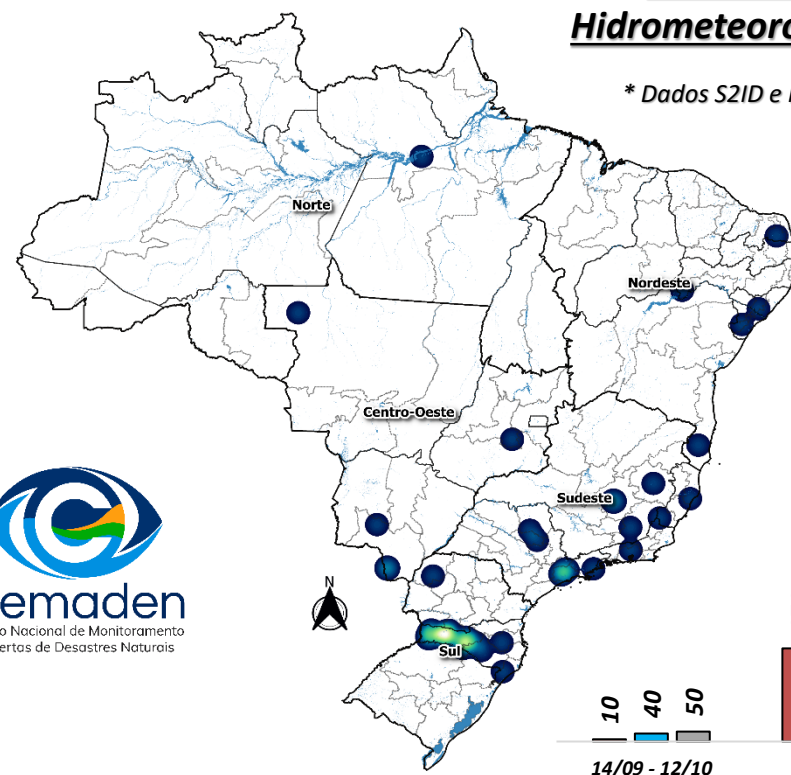 Hidrometeoro
* Dados S2ID e
Norte
Nordeste
Centro-Oeste
Sudeste
emaden
o Nacional de Monitoramento
ertas de Desastres Naturais
N
Sul
10
40
50
14/09 - 12/10